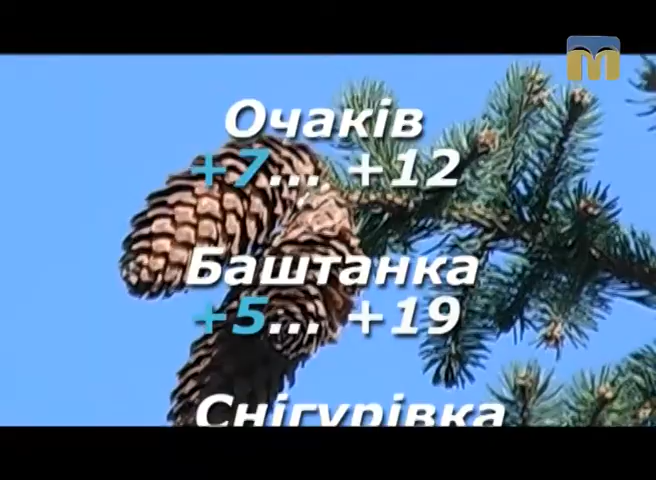 Очаків
+7... +12
Баштанка
+5... +19
Снігурівка